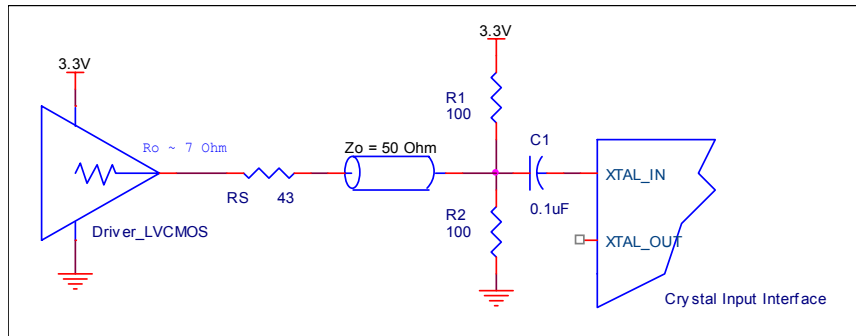 3.3V
3.3V
R1
100
Ro ~ 7 Ohm
Zo = 50 Ohm
C1
XTAL_IN
RS 43
0.1uF
R2
100
Driver_LVCMOS
XTAL_OUT
Crystal Input Interface